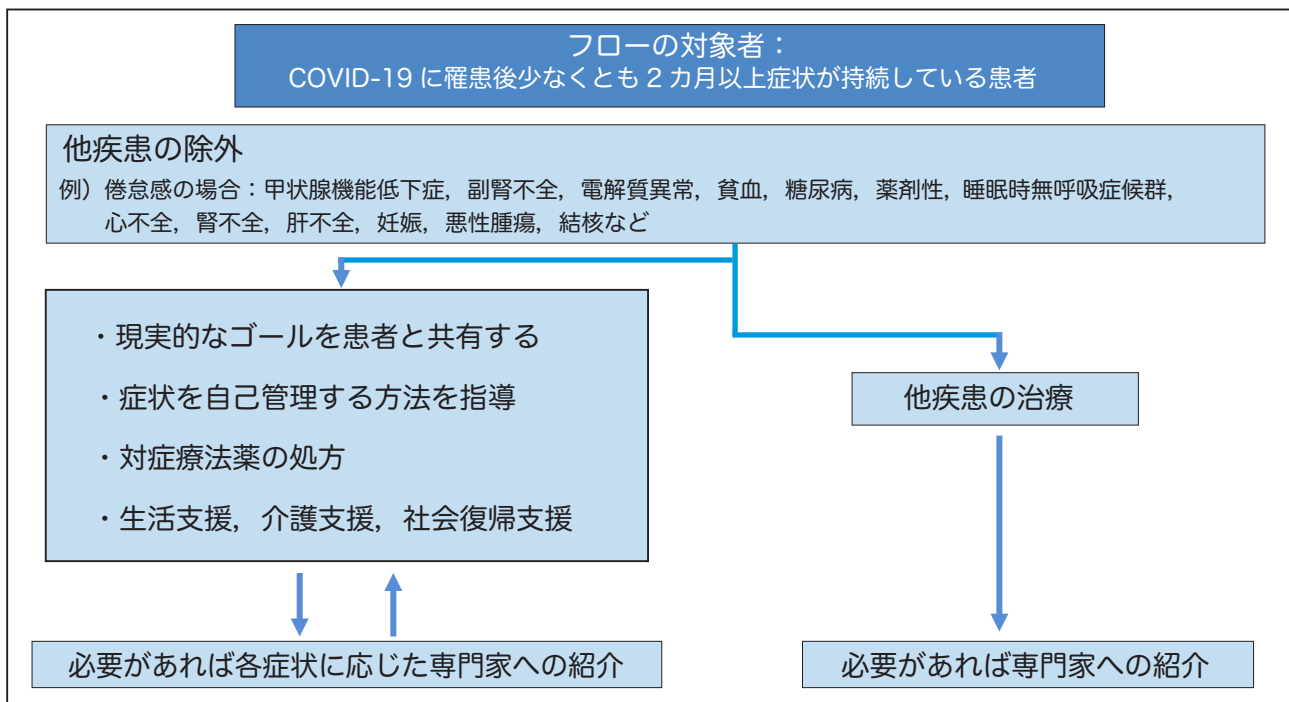 フローの対象者：
COVID-19 に罹患後少なくとも 2 カ月以上症状が持続している患者
他疾患の除外
例）倦怠感の場合：甲状腺機能低下症，副腎不全，電解質異常，貧血，糖尿病，薬剤性，睡眠時無呼吸症候群，
心不全，腎不全，肝不全，妊娠，悪性腫瘍，結核など
・現実的なゴールを患者と共有する
・症状を自己管理する方法を指導
・対症療法薬の処方
・生活支援，介護支援，社会復帰支援
他疾患の治療
必要があれば各症状に応じた専門家への紹介
必要があれば専門家への紹介